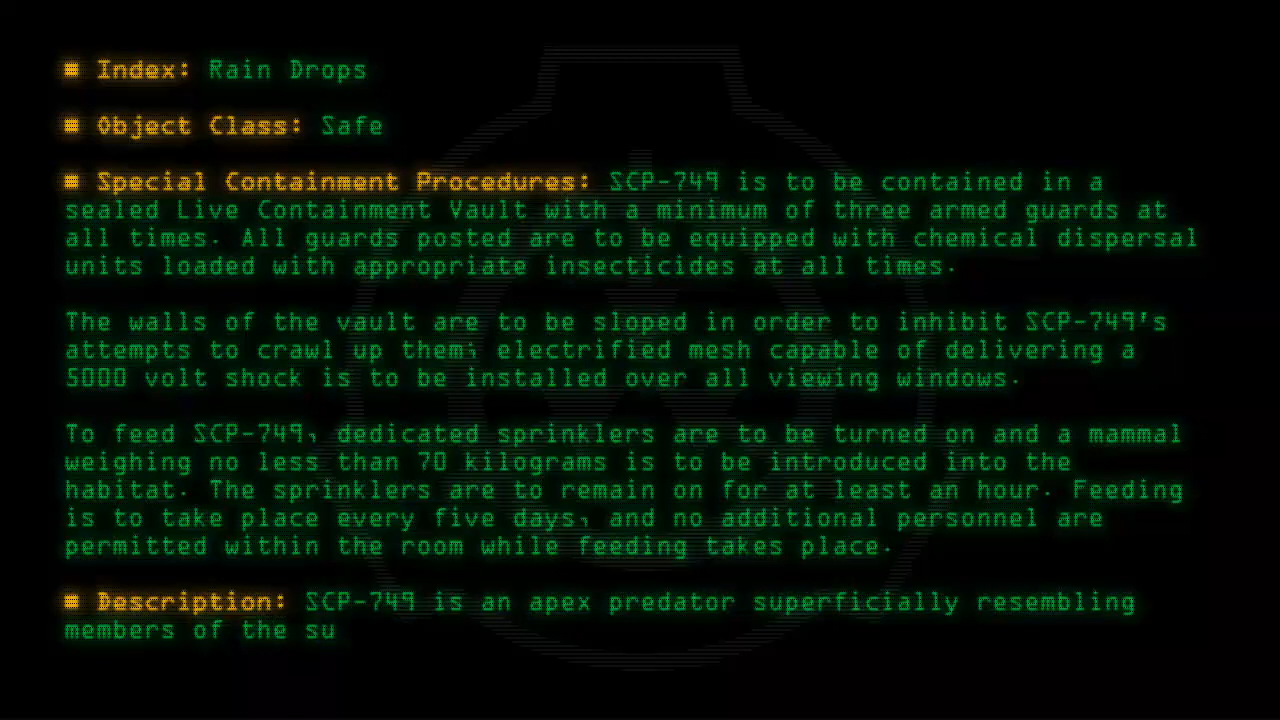 ■ Index: Rain Drops
■ Object Class: Safe
■ Special Containment Procedures: SCP-749 is to be contained in a
sealed Live Containment Vault with a minimum of three armed guards at
all times. All guards posted are to be equipped with chemical dispersal
units loaded with appropriate insecticides at all times.
The walls of the vault are to be sloped in order to inhibit SCP-749's
attempts to crawl up them; electrified mesh capable of delivering a
5000 volt shock is to be installed over all viewing windows.
To feed SCP-749, dedicated sprinklers are to be turned on and a mammal
weighing no less than 70 kilograms is to be introduced into the
habitat. The sprinklers are to remain on for at least an hour. Feeding
is to take place every five days, and no additional personnel are
permitted within the room while feeding takes place.
■ Description: SCP-749 is an apex predator superficially resembling
members of the su